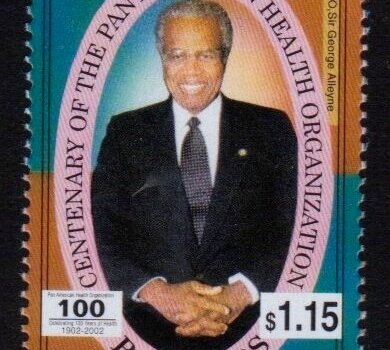 CENTENARY OF THE PAN
HEALTH ORGANIZATION
O,Sir George Alleyne
Pan American Health Organization
100
Celebrating 100 Years of Health
1902-2002
$1.15